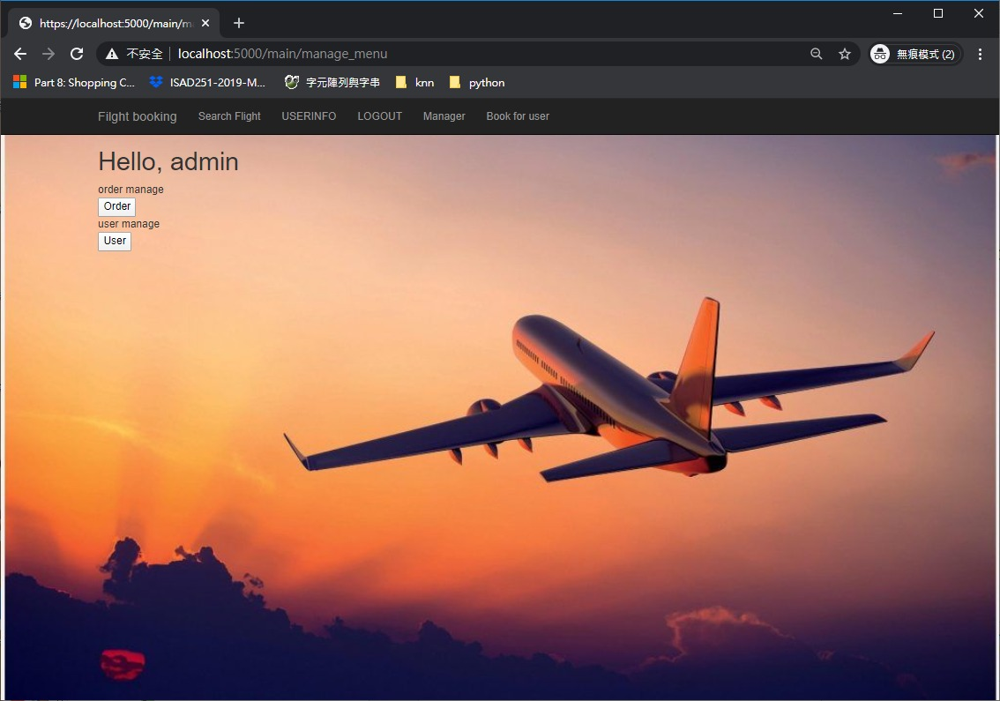 https://localhost:5000/main/m
不安全 localhost:5000/main/manage_menu 無痕模式 (2)
Part 8: Shopping C... ISAD251-2019-M... 字元陣列與字串 knn python
Filght booking Search Flight USERINFO LOGOUT Manager Book for user
Hello, admin
order manage
Order
user manage
User